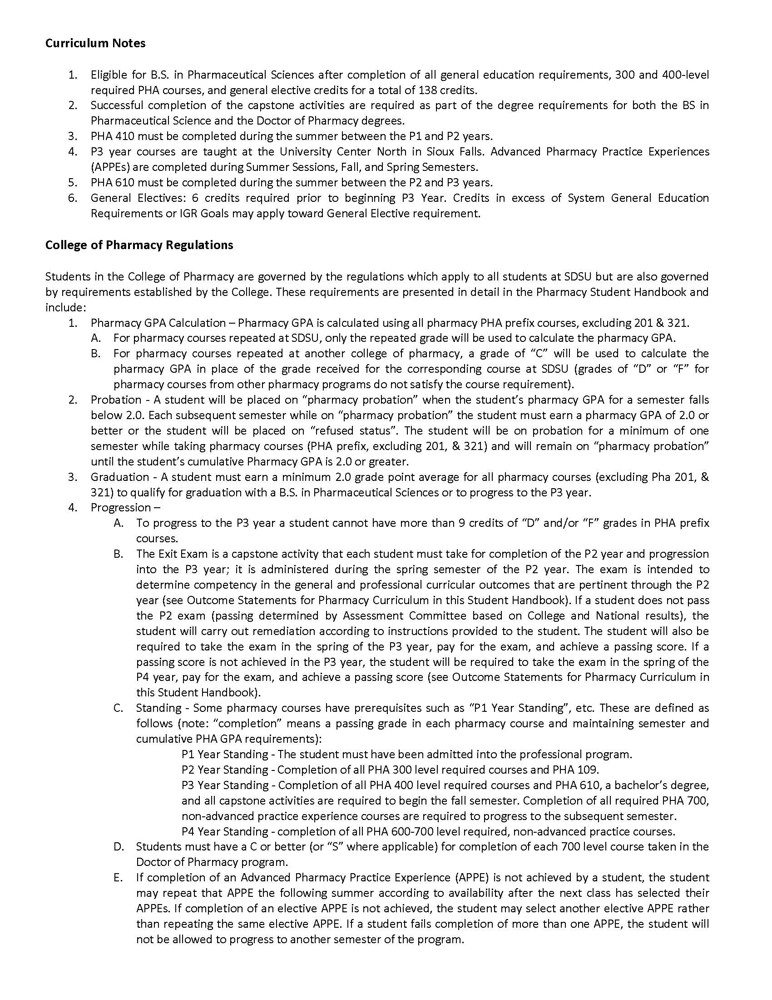 Curriculum Notes
1. Eligible for B.S. in Pharmaceutical Sciences after completion of all general education requirements, 300 and 400-level
required PHA courses, and general elective credits for a total of 138 credits.
2. Successful completion of the capstone activities are required as part of the degree requirements for both the BS in
Pharmaceutical Science and the Doctor of Pharmacy degrees.
3. PHA 410 must be completed during the summer between the P1 and P2 years.
4. P3 year courses are taught at the University Center North in Sioux Falls. Advanced Pharmacy Practice Experiences
(APPEs) are completed during Summer Sessions, Fall, and Spring Semesters.
5. PHA 610 must be completed during the summer between the P2 and P3 years.
6. General Electives: 6 credits required prior to beginning P3 Year. Credits in excess of System General Education
Requirements or IGR Goals may apply toward General Elective requirement.
College of Pharmacy Regulations
Students in the College of Pharmacy are governed by the regulations which apply to all students at SDSU but are also governed
by requirements established by the College. These requirements are presented in detail in the Pharmacy Student Handbook and
include:
1. Pharmacy GPA Calculation – Pharmacy GPA is calculated using all pharmacy PHA prefix courses, excluding 201 & 321.
A. For pharmacy courses repeated at SDSU, only the repeated grade will be used to calculate the pharmacy GPA.
B. For pharmacy courses repeated at another college of pharmacy, a grade of “C” will be used to calculate the
pharmacy GPA in place of the grade received for the corresponding course at SDSU (grades of “D” or “F” for
pharmacy courses from other pharmacy programs do not satisfy the course requirement).
2. Probation - A student will be placed on “pharmacy probation” when the student’s pharmacy GPA for a semester falls
below 2.0. Each subsequent semester while on “pharmacy probation” the student must earn a pharmacy GPA of 2.0 or
better or the student will be placed on “refused status”. The student will be on probation for a minimum of one
semester while taking pharmacy courses (PHA prefix, excluding 201, & 321) and will remain on “pharmacy probation”
until the student’s cumulative Pharmacy GPA is 2.0 or greater.
3. Graduation - A student must earn a minimum 2.0 grade point average for all pharmacy courses (excluding Pha 201, &
321) to qualify for graduation with a B.S. in Pharmaceutical Sciences or to progress to the P3 year.
4. Progression –
A. To progress to the P3 year a student cannot have more than 9 credits of “D” and/or “F” grades in PHA prefix
courses.
B. The Exit Exam is a capstone activity that each student must take for completion of the P2 year and progression
into the P3 year; it is administered during the spring semester of the P2 year. The exam is intended to
determine competency in the general and professional curricular outcomes that are pertinent through the P2
year (see Outcome Statements for Pharmacy Curriculum in this Student Handbook). If a student does not pass
the P2 exam (passing determined by Assessment Committee based on College and National results), the
student will carry out remediation according to instructions provided to the student. The student will also be
required to take the exam in the spring of the P3 year, pay for the exam, and achieve a passing score. If a
passing score is not achieved in the P3 year, the student will be required to take the exam in the spring of the
P4 year, pay for the exam, and achieve a passing score (see Outcome Statements for Pharmacy Curriculum in
this Student Handbook).
C. Standing - Some pharmacy courses have prerequisites such as “P1 Year Standing”, etc. These are defined as
follows (note: “completion” means a passing grade in each pharmacy course and maintaining semester and
cumulative PHA GPA requirements):
P1 Year Standing - The student must have been admitted into the professional program.
P2 Year Standing - Completion of all PHA 300 level required courses and PHA 109.
P3 Year Standing - Completion of all PHA 400 level required courses and PHA 610, a bachelor’s degree,
and all capstone activities are required to begin the fall semester. Completion of all required PHA 700,
non-advanced practice experience courses are required to progress to the subsequent semester.
P4 Year Standing - completion of all PHA 600-700 level required, non-advanced practice courses.
D. Students must have a C or better (or “S” where applicable) for completion of each 700 level course taken in the
Doctor of Pharmacy program.
E. If completion of an Advanced Pharmacy Practice Experience (APPE) is not achieved by a student, the student
may repeat that APPE the following summer according to availability after the next class has selected their
APPEs. If completion of an elective APPE is not achieved, the student may select another elective APPE rather
than repeating the same elective APPE. If a student fails completion of more than one APPE, the student will
not be allowed to progress to another semester of the program.